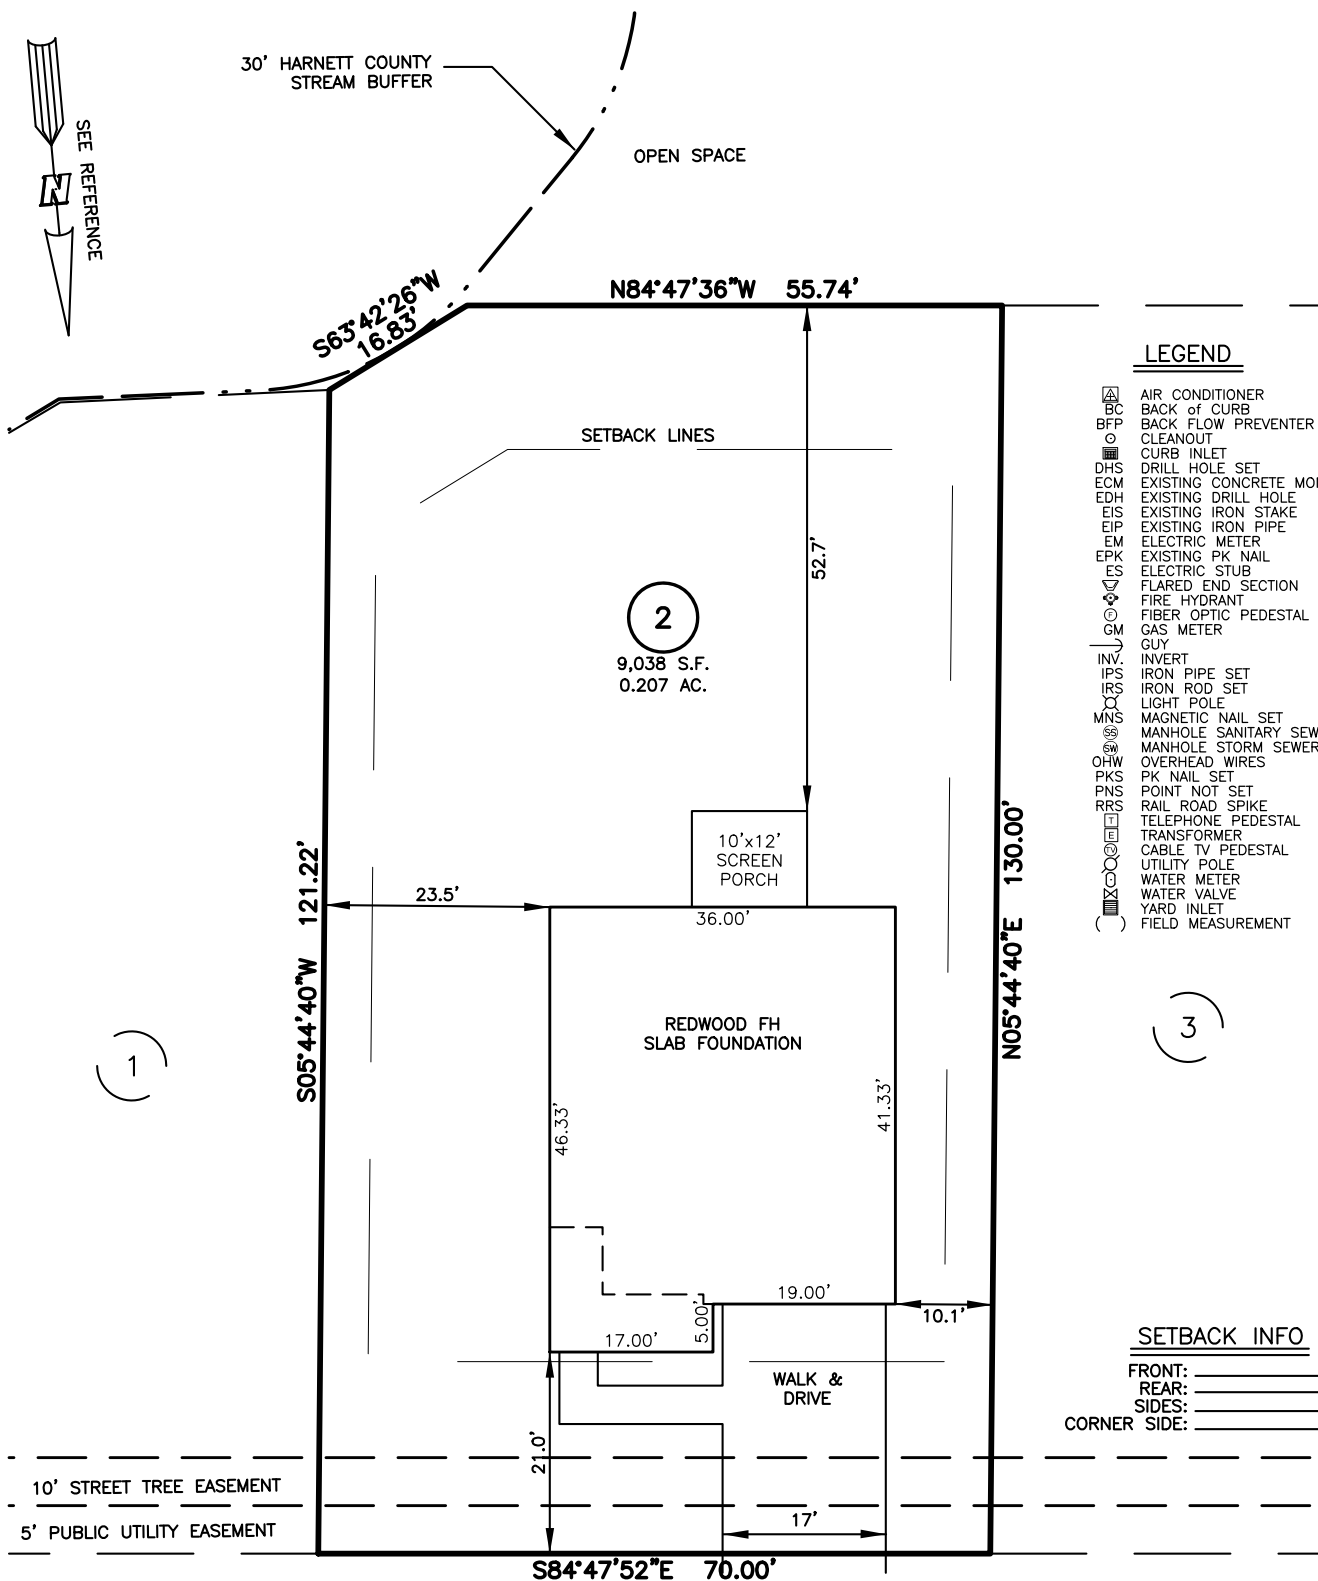 30' HARNETT COUNTY
STREAM BUFFER
SEE REFERENCE
N
OPEN SPACE
S63°42'26"W
16.83'
N84°47'36"W 55.74'
SETBACK LINES
52.7'
2
9,038 S.F.
0.207 AC.
10'x12'
SCREEN
PORCH
S05°44'40"W 121.22'
23.5'
36.00'
N05°44'40"E 130.00'
REDWOOD FH
SLAB FOUNDATION
1
3
46.33'
41.33'
19.00'
5.00'
17.00'
10.1'
WALK &
DRIVE
21.0'
10' STREET TREE EASEMENT
5' PUBLIC UTILITY EASEMENT
17'
S84°47'52"E 70.00'
LEGEND
AIR CONDITIONER
BC BACK of CURB
BFP BACK FLOW PREVENTER
CLEANOUT
CURB INLET
DHS DRILL HOLE SET
ECM EXISTING CONCRETE
EDH EXISTING DRILL HOLE
EIS EXISTING IRON STAKE
EIP EXISTING IRON PIPE
EM ELECTRIC METER
EPK EXISTING PK NAIL
ES ELECTRIC STUB
FLARED END SECTION
FIRE HYDRANT
F FIBER OPTIC PEDESTAL
GM GAS METER
GUY
INV. INVERT
IPS IRON PIPE SET
IRS IRON ROD SET
LIGHT POLE
MNS MAGNETIC NAIL SET
SS MANHOLE SANITARY SEW
SW MANHOLE STORM SEWER
OHW OVERHEAD WIRES
PKS PK NAIL SET
PNS POINT NOT SET
RRS RAIL ROAD SPIKE
T TELEPHONE PEDESTAL
E TRANSFORMER
TV CABLE TV PEDESTAL
UTILITY POLE
WATER METER
WATER VALVE
YARD INLET
( ) FIELD MEASUREMENT
SETBACK INFO
FRONT:
REAR:
SIDES:
CORNER SIDE: